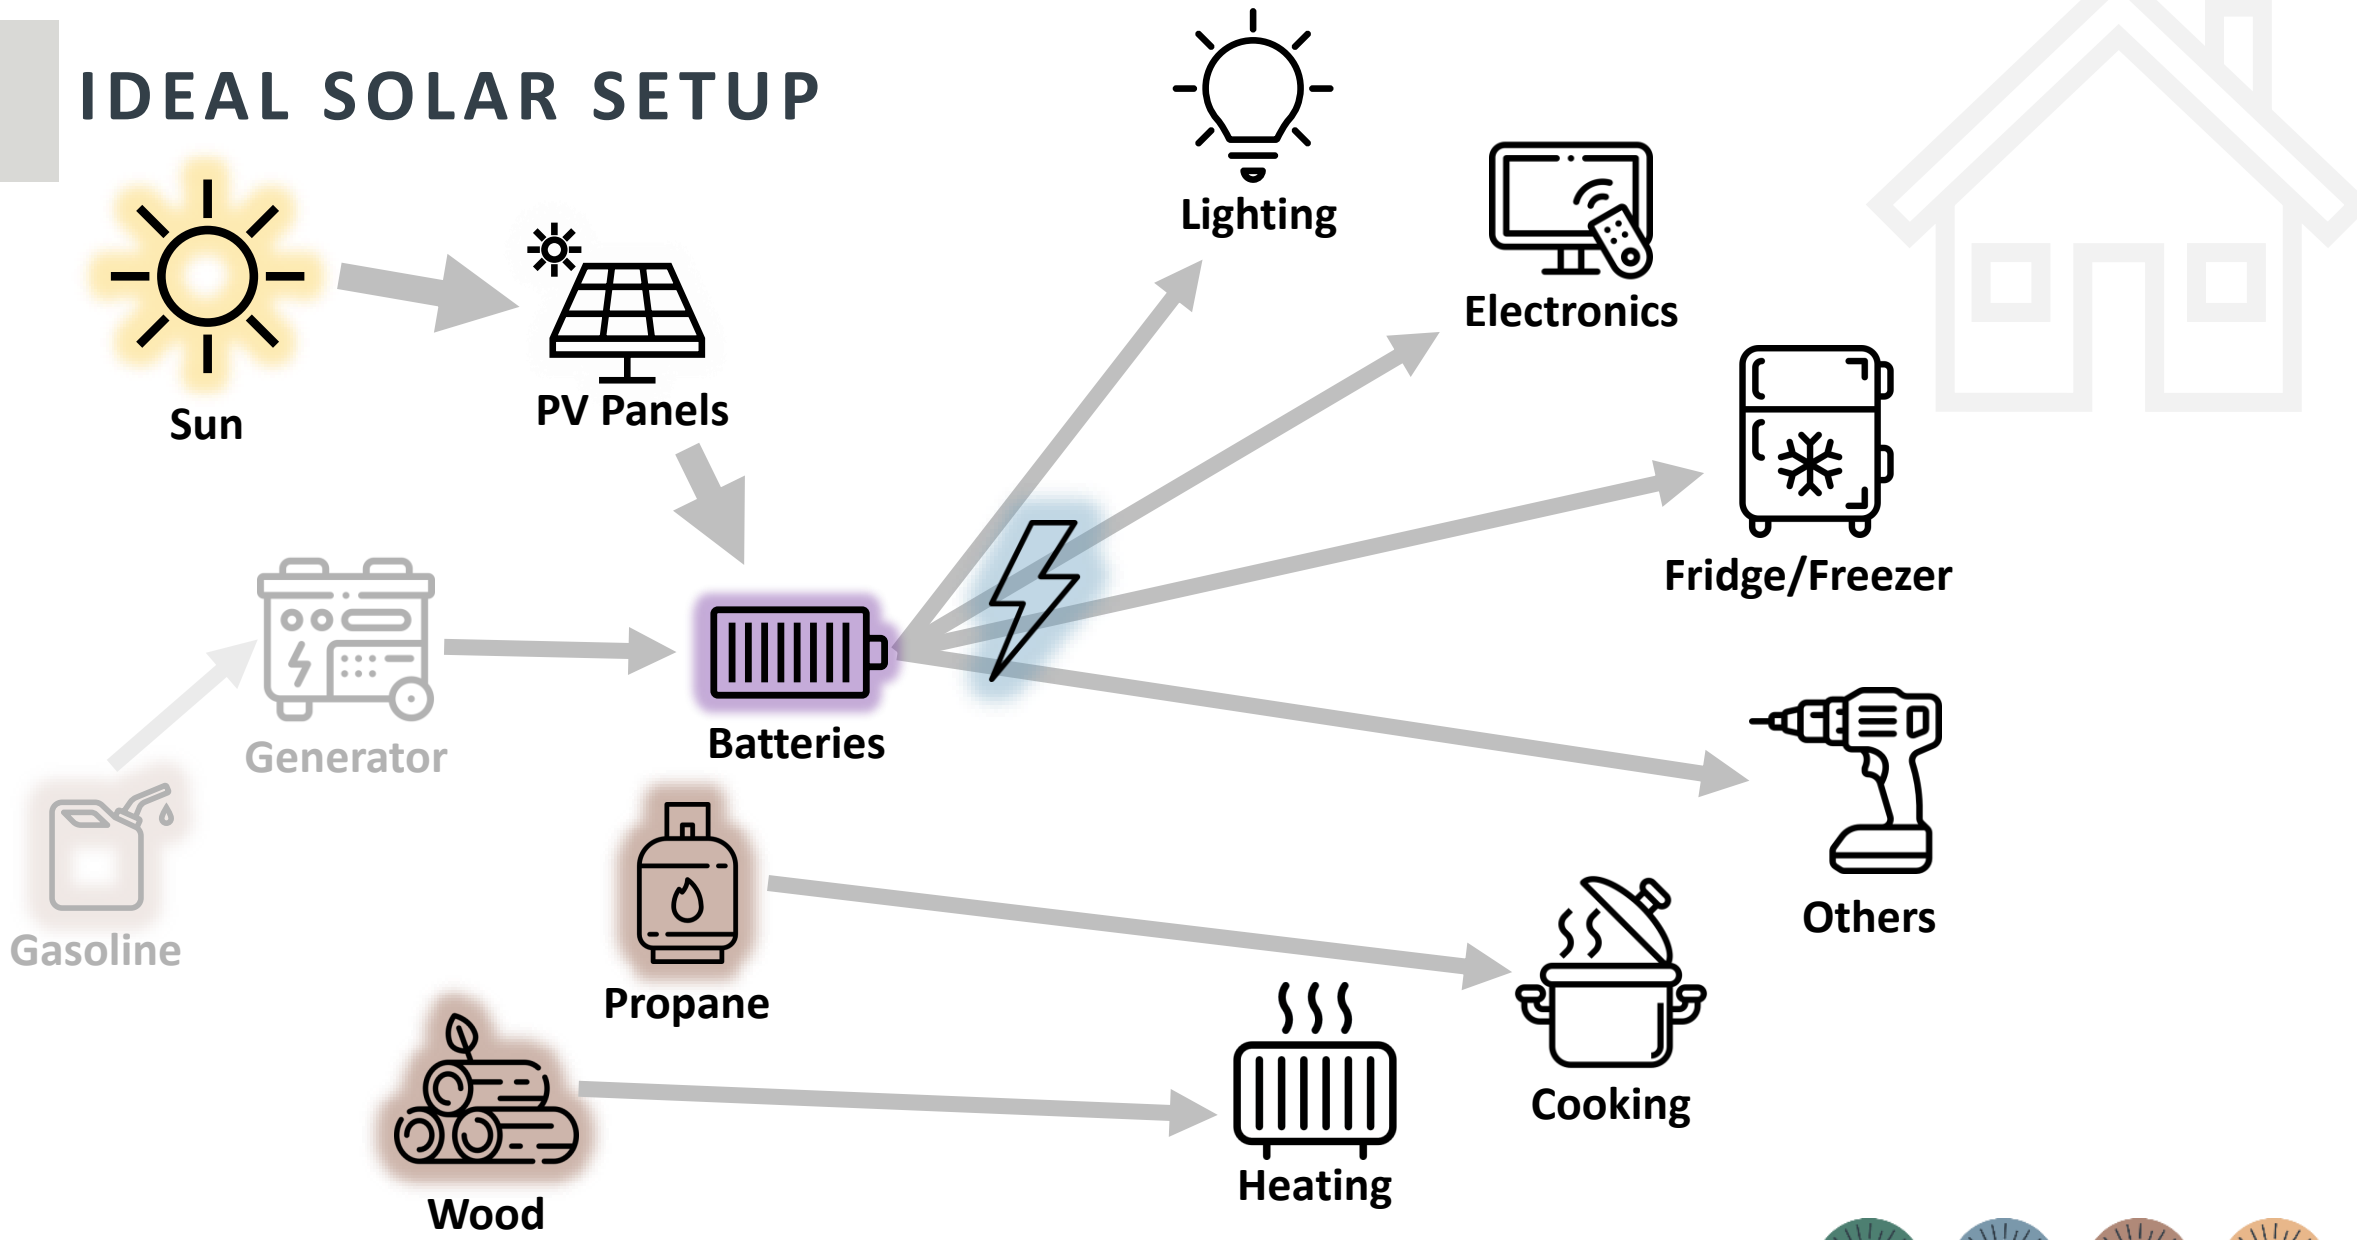 IDEAL SOLAR SETUP
Lighting
Electronics
Sun
PV Panels
Fridge/Freezer
Generator
Batteries
Others
Gasoline
Propane
Cooking
Heating
Wood